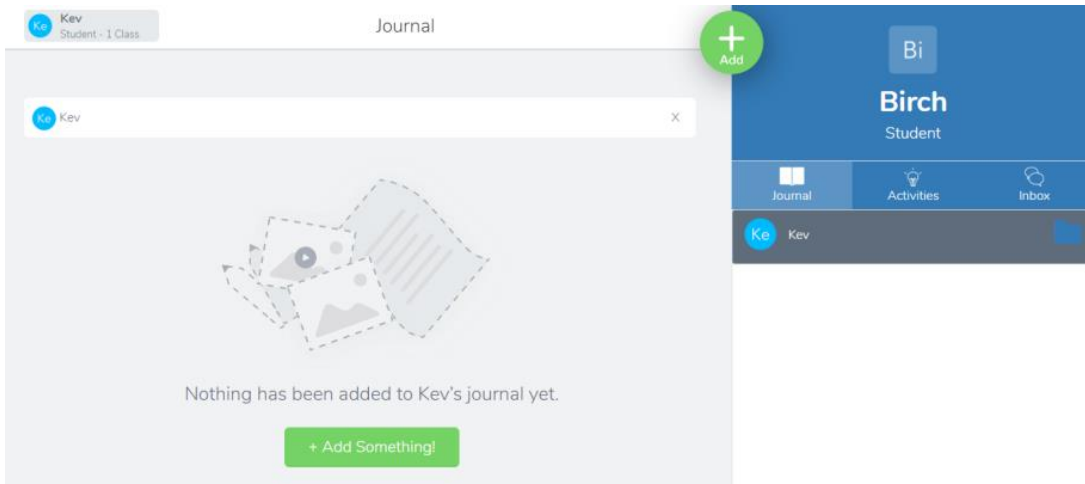 Ke
Kev
Student - 1 Class
Journal
Add
Bi
Birch
Student
Ke Kev X
Journal
Activities
Inbox
Ke Kev
Nothing has been added to Kev's journal yet.
+ Add Something!